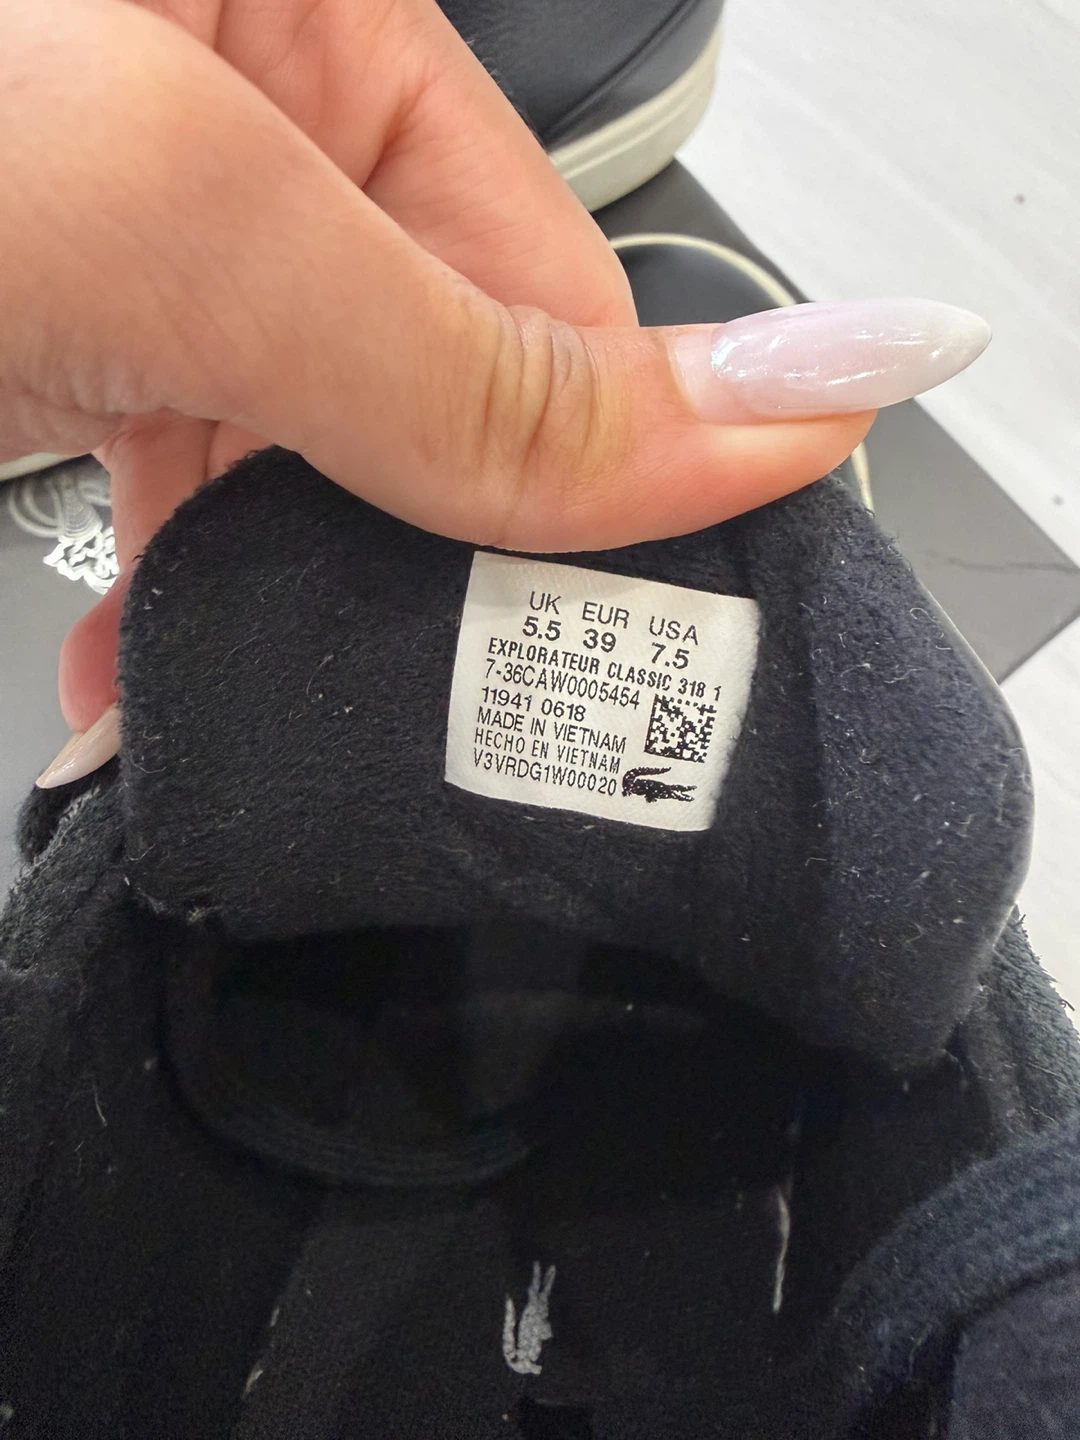 UK EUR USA
5.5 39 7.5
EXPLORATEUR CLASSIC 318 1
7-36CAW0005454
11941 0618
MADE IN VIETNAM
HECHO EN VIETNAM
V3VRDG1W00020